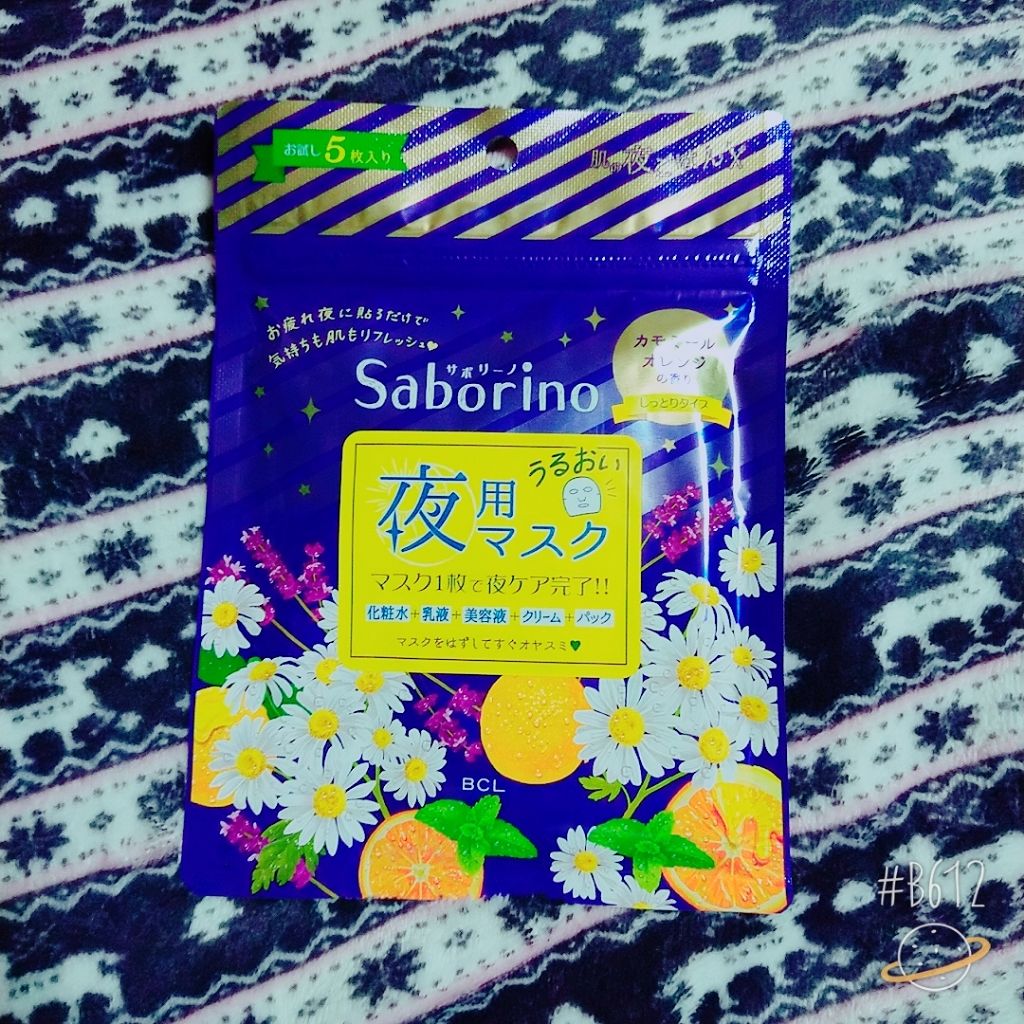 お試し5枚入り
お疲れ夜に貼るだけで
気持ちも肌もリフレッシュ♥
サボリーノ
Saborino
カモミール
オレンジ
の香り
しっとりタイプ
うるおい
夜用
マスク
マスク1枚で夜ケア完了!!
化粧水+乳液+美容液+クリーム+パック
マスクをはずしてすぐオヤスミ♥
BCL
#B612